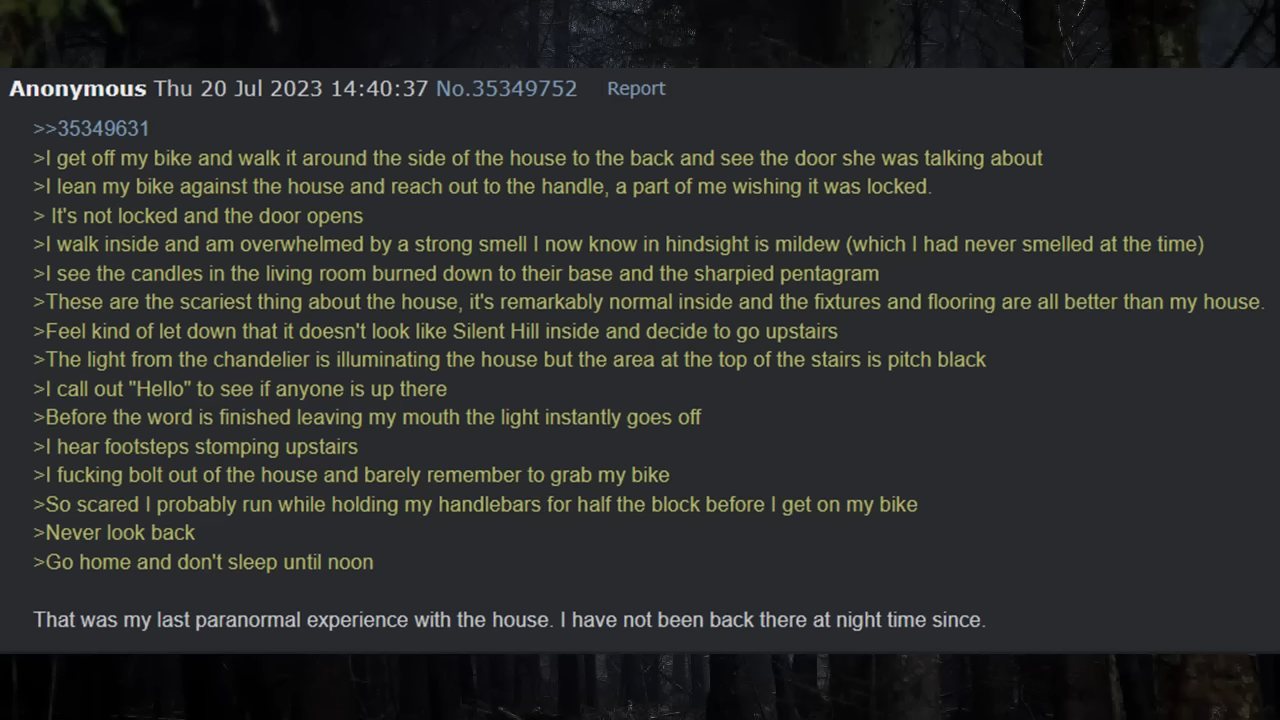 Anonymous Thu 20 Jul 2023 14:40:37 No.35349752 Report
>>35349631
>I get off my bike and walk it around the side of the house to the back and see the door she was talking about
>I lean my bike against the house and reach out to the handle, a part of me wishing it was locked.
> It's not locked and the door opens
>I walk inside and am overwhelmed by a strong smell I now know in hindsight is mildew (which I had never smelled at the time)
>I see the candles in the living room burned down to their base and the sharpied pentagram
>These are the scariest thing about the house, it's remarkably normal inside and the fixtures and flooring are all better than my house.
>Feel kind of let down that it doesn't look like Silent Hill inside and decide to go upstairs
>The light from the chandelier is illuminating the house but the area at the top of the stairs is pitch black
>I call out "Hello" to see if anyone is up there
>Before the word is finished leaving my mouth the light instantly goes off
>I hear footsteps stomping upstairs
>I fucking bolt out of the house and barely remember to grab my bike
>So scared I probably run while holding my handlebars for half the block before I get on my bike
>Never look back
>Go home and don't sleep until noon
That was my last paranormal experience with the house. I have not been back there at night time since.